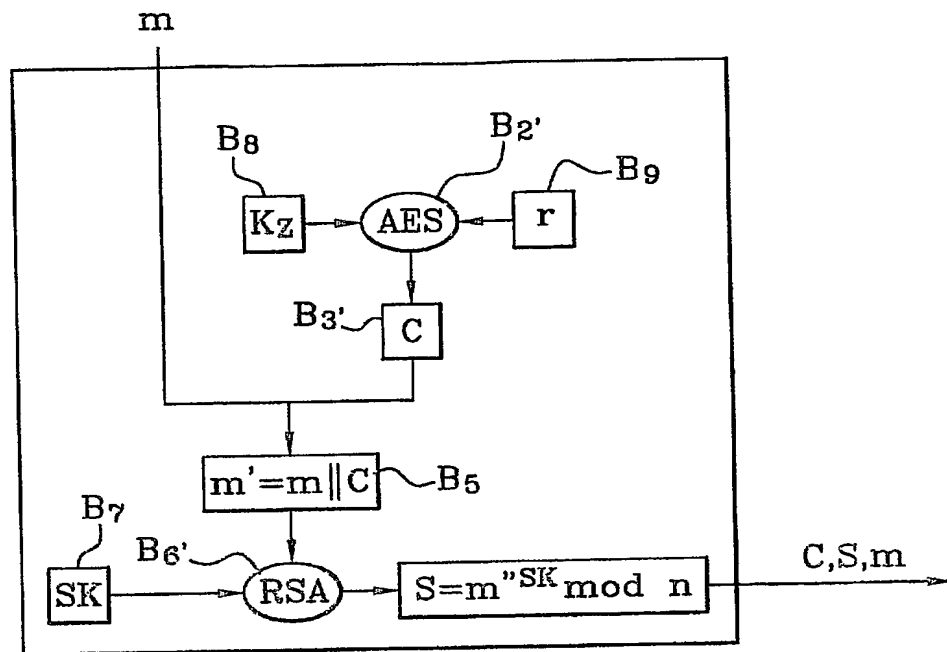 m
B8
B2'
B9
Kz
AES
r
B3'
C
m'=m||C
B5
B7
B6'
SK
RSA
S=m"SK mod n
C,S,m